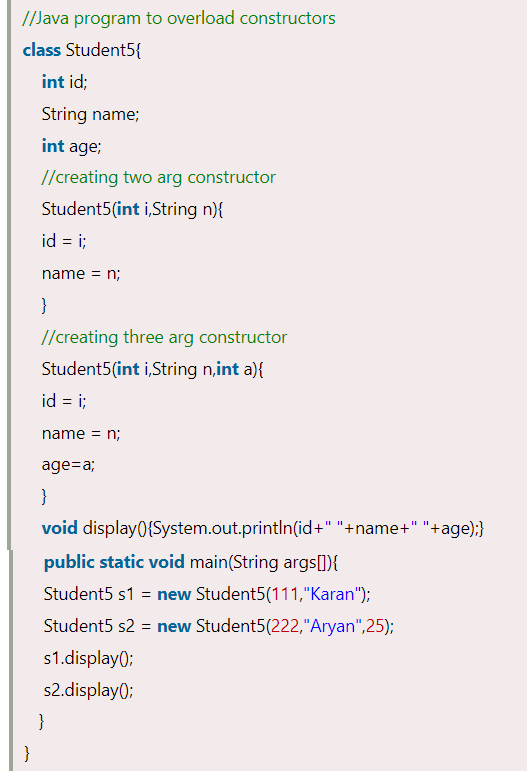 //Java program to overload constructors
class Student5{
int id;
String name;
int age;
//creating two arg constructor
Student5(int i,String n){
id = i;
name = n;
}
//creating three arg constructor
Student5(int i,String n,int a){
id = i;
name = n;
age=a;
}
void display(){System.out.println(id+" "+name+" "+age);}
public static void main(String args[]){
Student5 s1 = new Student5(111,"Karan");
Student5 s2 = new Student5(222,"Aryan",25);
s1.display();
s2.display();
}
}